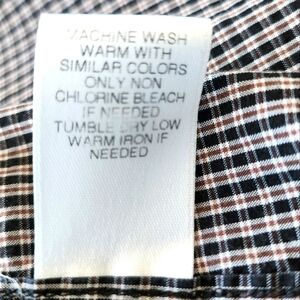 MACHINE WASH
WARM WITH
SIMILAR COLORS
ONLY NON
CHLORINE BLEACH
IF NEEDED
TUMBLE DRY LOW
WARM IRON IF
NEEDED